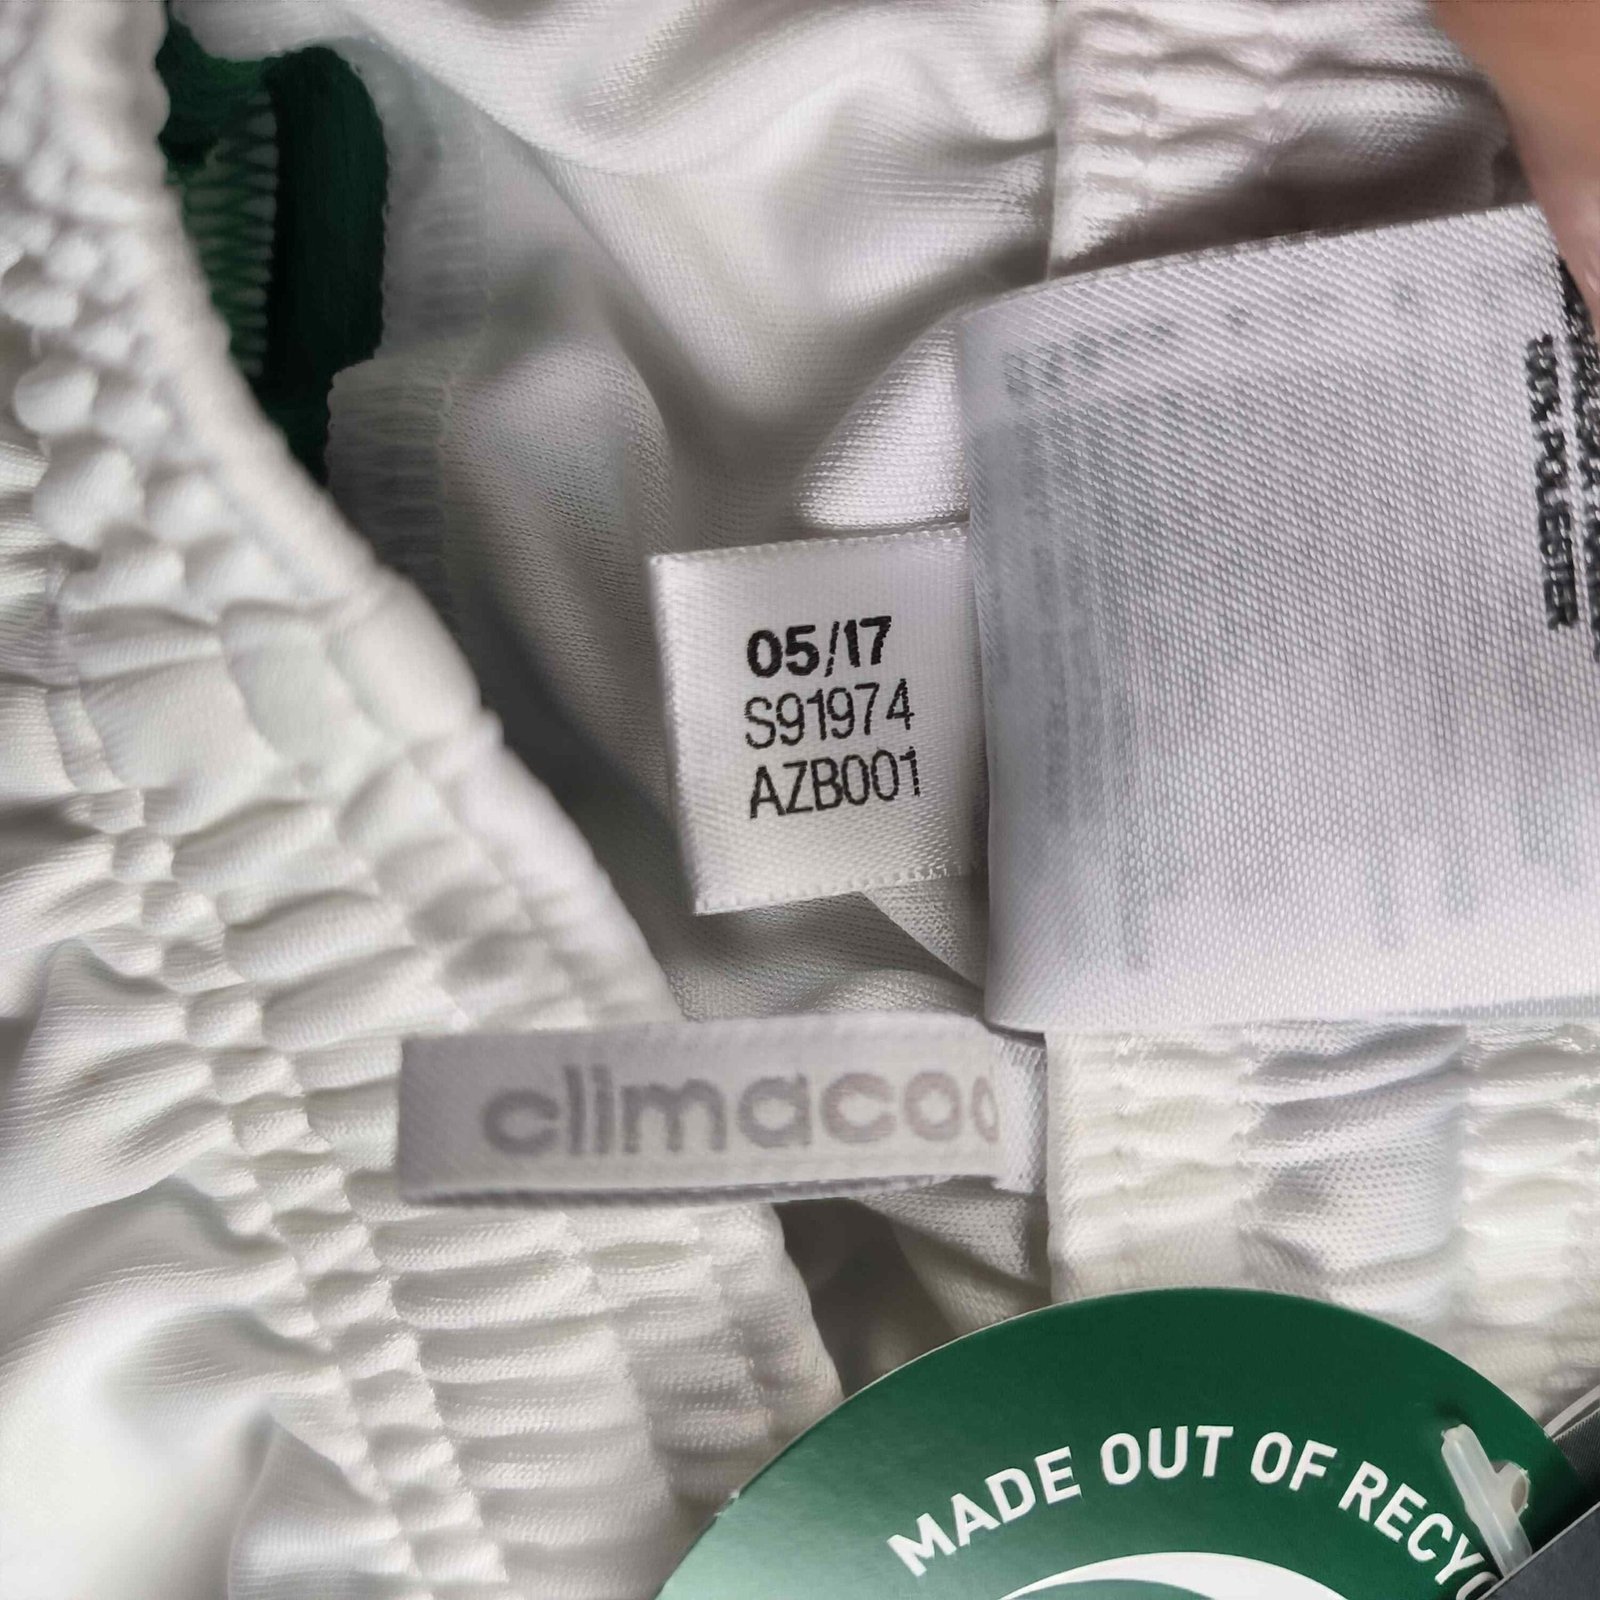 100% POLYESTER
05/17
S91974
AZB001
climacoo
MADE OUT OF RECYC